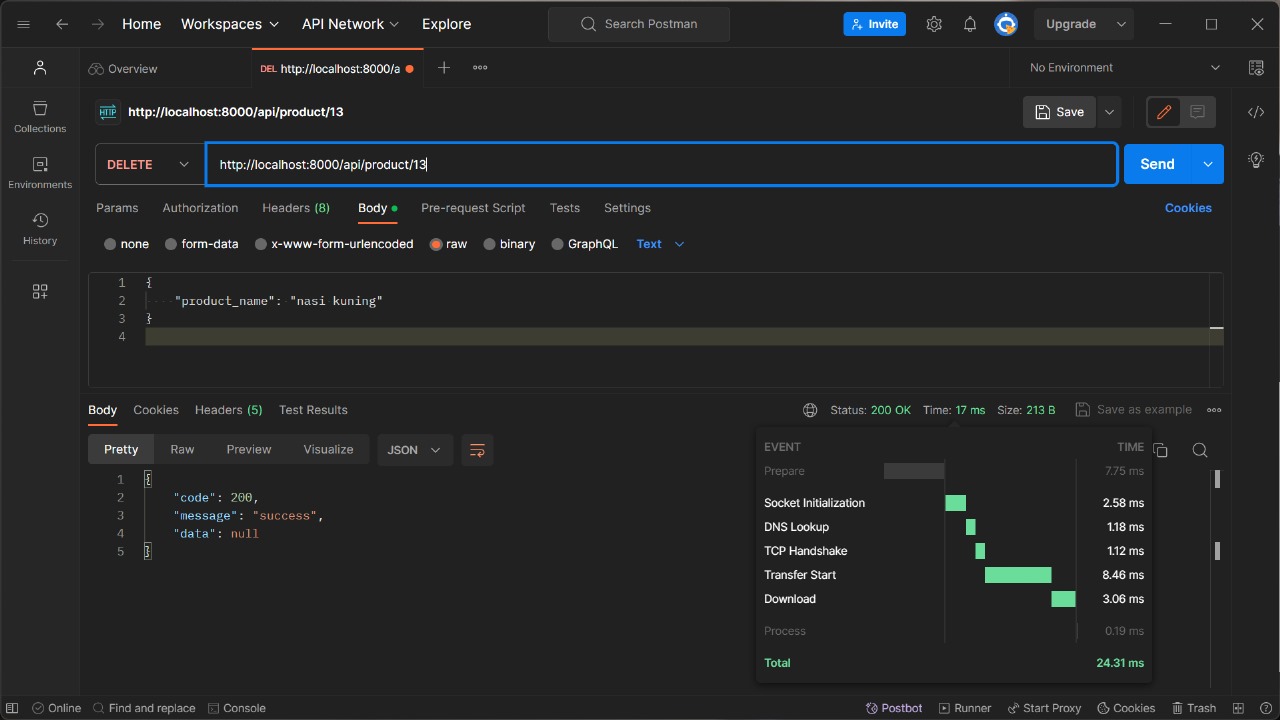 Home Workspaces API Network Explore Search Postman Invite Upgrade
Overview DEL http://localhost:8000/a No Environment
HTTP http://localhost:8000/api/product/13 Save
Collections
Environments
History
DELETE http://localhost:8000/api/product/13 Send
Params Authorization Headers (8) Body Pre-request Script Tests Settings Cookies
none form-data x-www-form-urlencoded raw binary GraphQL Text
1 {
2 "product_name": "nasi kuning"
3 }
4
Body Cookies Headers (5) Test Results Status: 200 OK Time: 17 ms Size: 213 B Save as example
Pretty Raw Preview Visualize JSON
1 {
2 "code": 200,
3 "message": "success",
4 "data": null
5 }
EVENT TIME
Prepare 7.75 ms
Socket Initialization 2.58 ms
DNS Lookup 1.18 ms
TCP Handshake 1.12 ms
Transfer Start 8.46 ms
Download 3.06 ms
Process 0.19 ms
Total 24.31 ms
Online Find and replace Console Postbot Runner Start Proxy Cookies Trash